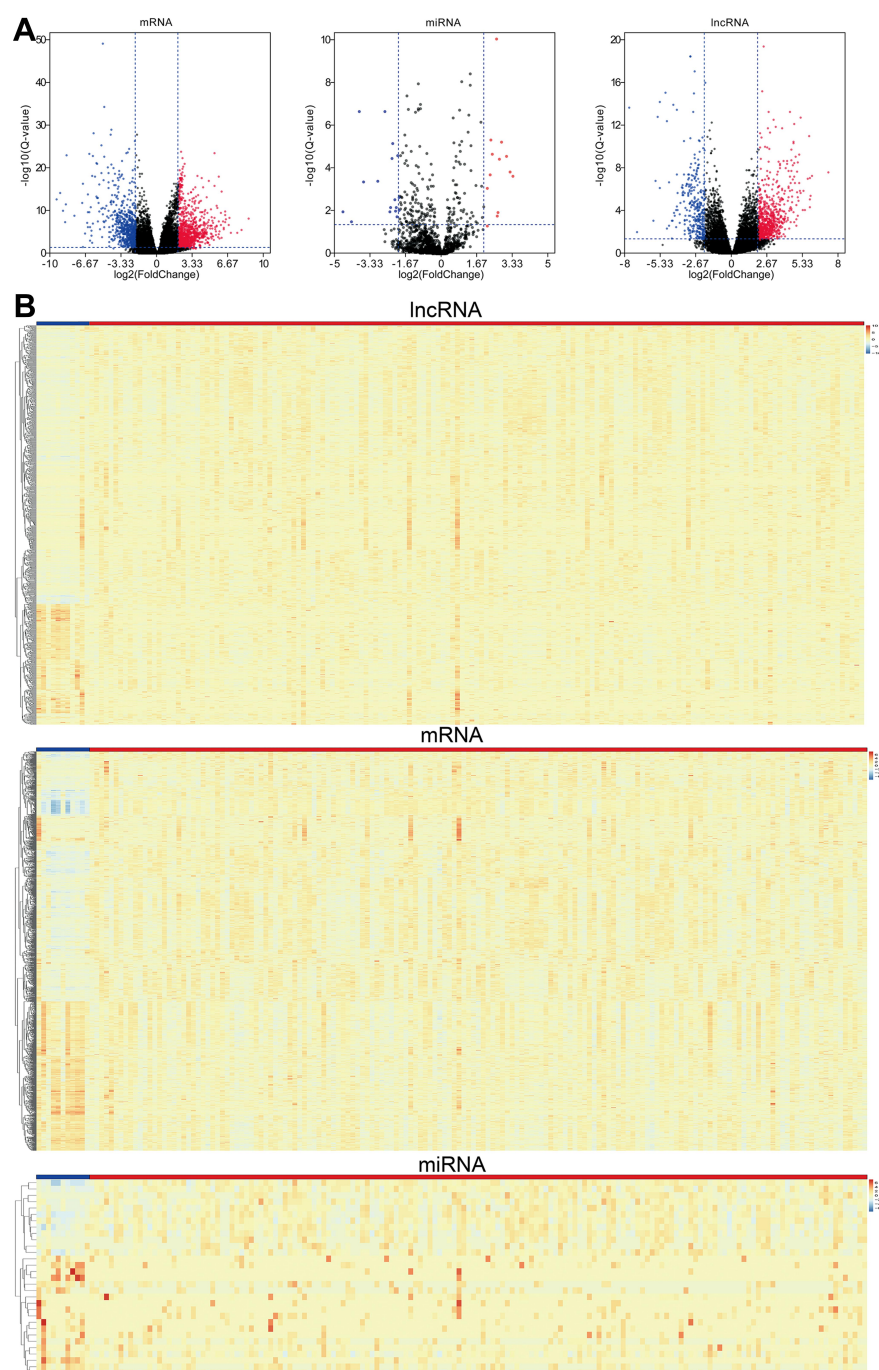 A
mRNA
miRNA
lncRNA
-log10(Q-value)
50
40
30
20
10
0
-10
-6.67
-3.33
0
3.33
6.67
10
log2(FoldChange)
-log10(Q-value)
10
8
6
4
2
0
-5
-3.33
-1.67
0
1.67
3.33
5
log2(FoldChange)
-log10(Q-value)
20
16
12
8
4
0
-8
-5.33
-2.67
0
2.67
5.33
8
log2(FoldChange)
B
lncRNA
mRNA
miRNA